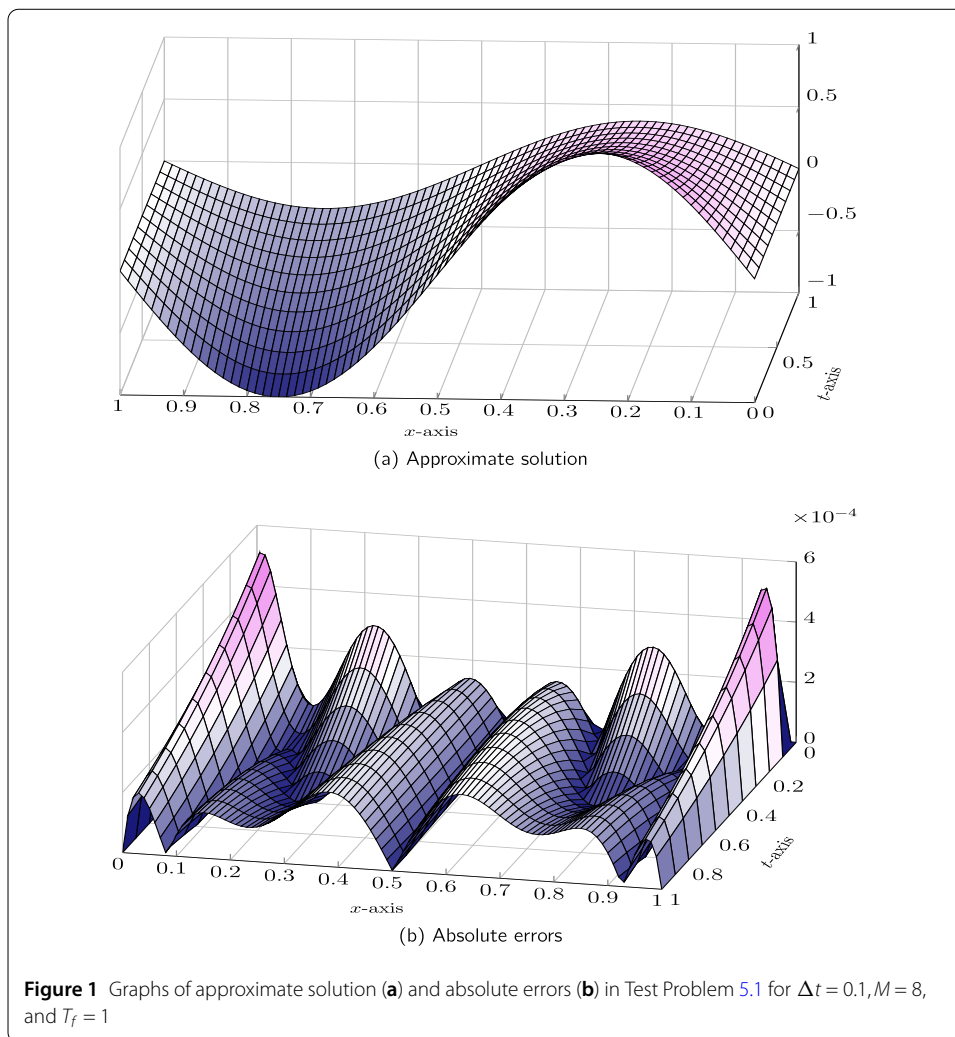 1
0.5
0
−0.5
−1
1
0.5
0
t-axis
1 0.9 0.8 0.7 0.6 0.5 0.4 0.3 0.2 0.1 0
x-axis
(a) Approximate solution
×10⁻⁴
6
4
2
0
0
0.2
0.4
0.6
0.8
1
t-axis
0 0.1 0.2 0.3 0.4 0.5 0.6 0.7 0.8 0.9 1
x-axis
(b) Absolute errors
Figure 1 Graphs of approximate solution (a) and absolute errors (b) in Test Problem 5.1 for Δt = 0.1, M = 8,
and T_f = 1